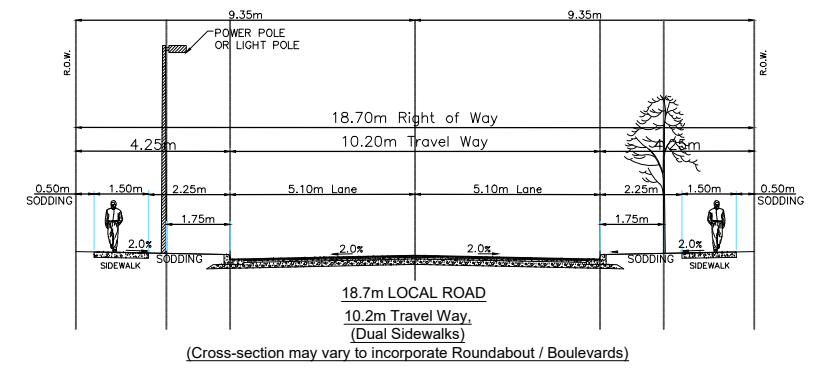 9.35m 9.35m
POWER POLE
OR LIGHT POLE
R.O.W. R.O.W.
18.70m Right of Way
4.25m 10.20m Travel Way 4.25m
0.50m 1.50m 2.25m 5.10m Lane 5.10m Lane 2.25m 1.50m 0.50m
SODDING SODDING
1.75m 1.75m
2.0% 2.0% 2.0% 2.0%
SODDING SODDING
SIDEWALK SIDEWALK
18.7m LOCAL ROAD
10.2m Travel Way,
(Dual Sidewalks)
(Cross-section may vary to incorporate Roundabout / Boulevards)